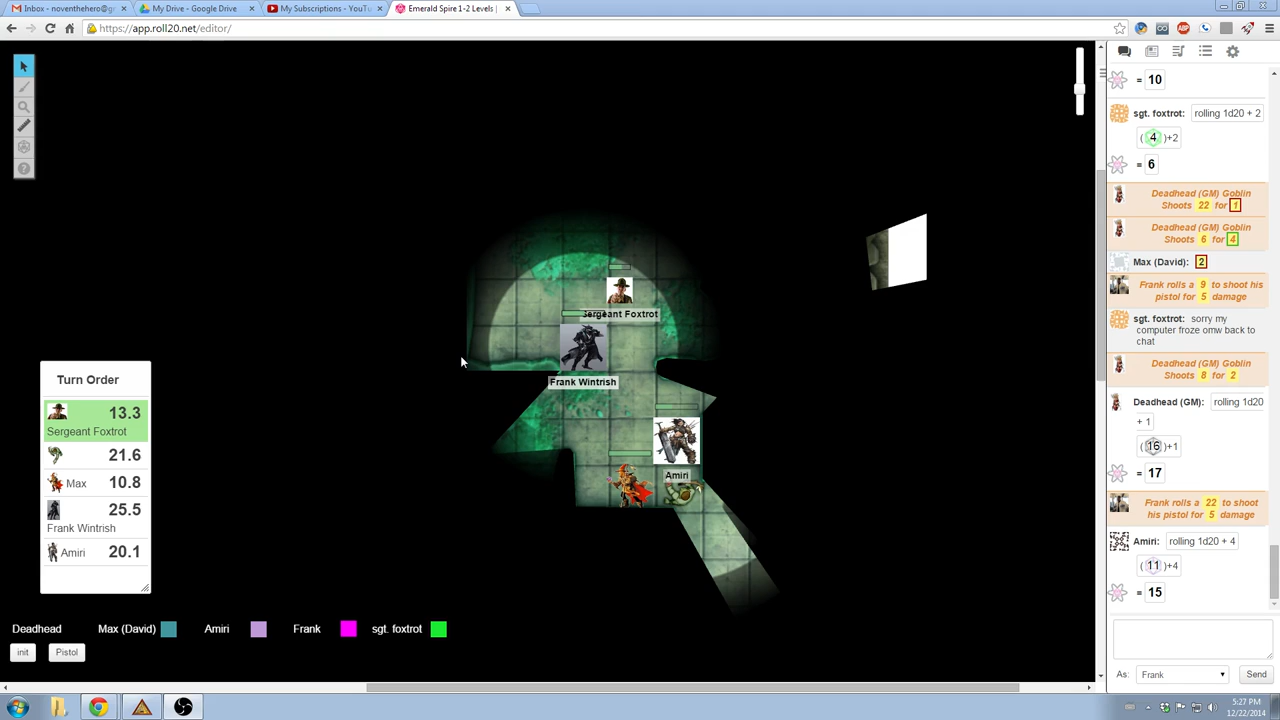 Inbox - noventhehero@g
My Drive - Google Drive
My Subscriptions - YouTu
Emerald Spire 1-2 Levels |
https://app.roll20.net/editor/
= 10
sgt. foxtrot: rolling 1d20 + 2
( 4 )+2
= 6
Deadhead (GM) Goblin
Shoots 22 for 1
Deadhead (GM) Goblin
Shoots 6 for 4
Max (David): 2
Frank rolls a 9 to shoot his
pistol for 5 damage
sgt. foxtrot: sorry my
computer froze omw back to
chat
Deadhead (GM) Goblin
Shoots 8 for 2
Deadhead (GM): rolling 1d20
+ 1
( 16 )+1
= 17
Frank rolls a 22 to shoot
his pistol for 5 damage
Amiri: rolling 1d20 + 4
( 11 )+4
= 15
As: Frank
Send
Sergeant Foxtrot
Frank Wintrish
Amiri
Turn Order
13.3
Sergeant Foxtrot
21.6
Max 10.8
25.5
Frank Wintrish
Amiri 20.1
Deadhead Max (David) Amiri Frank sgt. foxtrot
init Pistol
5:27 PM
12/22/2014